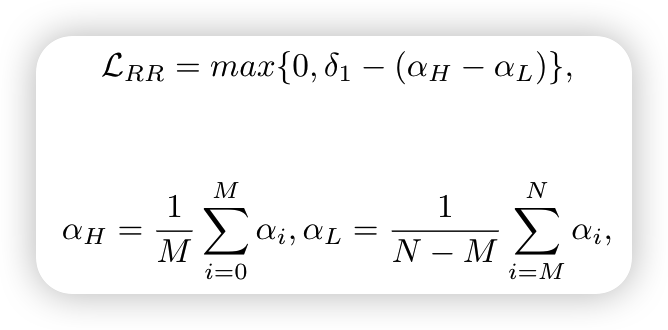 $\mathcal{L}_{RR} = max\{0, \delta_1 - (\alpha_H - \alpha_L)\},$
$\alpha_H = \frac{1}{M} \sum_{i=0}^{M} \alpha_i, \alpha_L = \frac{1}{N-M} \sum_{i=M}^{N} \alpha_i,$